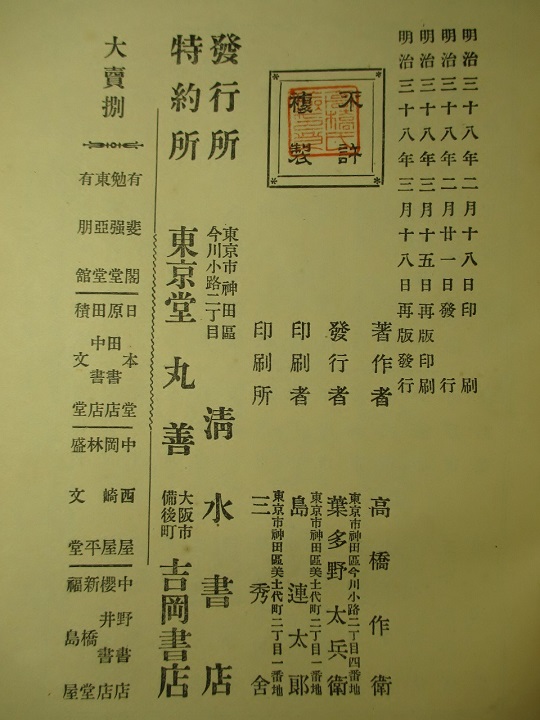 明治三十八年二月十八日印刷
明治三十八年二月廿一日發行
明治三十八年三月十五日再版印刷
明治三十八年三月十八日再版發行
不許
複製
著作者 高橋作衛
東京市神田區今川小路二丁目四番地
發行者 葉多野太兵衛
東京市神田區美土代町二丁目一番地
印刷者 島連太郎
東京市神田區美土代町二丁目一番地
印刷所 三秀舍
東京市神田區
今川小路二丁目
發行所 清水書店
特約所 東京堂 丸善
大阪市
備後町
吉岡書店
大賣捌
有斐閣
勉强堂
東亞堂
有朋館
日本堂
原田書店
田中書店
積文堂
中西屋
岡崎屋
林平
盛文堂
中野書店
櫻井書店
新橋堂
福島屋